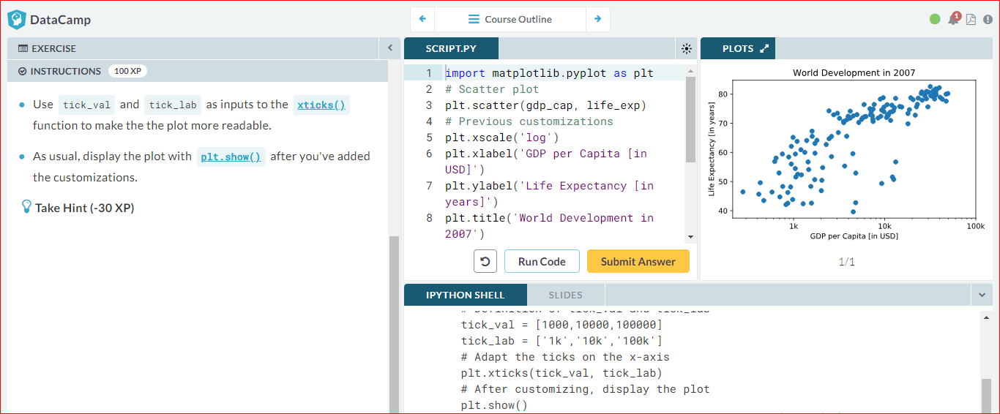 DataCamp
Course Outline
1
EXERCISE
INSTRUCTIONS 100 XP
Use tick_val and tick_lab as inputs to the xticks()
function to make the the plot more readable.
As usual, display the plot with plt.show() after you've added
the customizations.
Take Hint (-30 XP)
SCRIPT.PY
1 import matplotlib.pyplot as plt
2 # Scatter plot
3 plt.scatter(gdp_cap, life_exp)
4 # Previous customizations
5 plt.xscale('log')
6 plt.xlabel('GDP per Capita [in
USD]')
7 plt.ylabel('Life Expectancy [in
years]')
8 plt.title('World Development in
2007')
Run Code
Submit Answer
PLOTS
World Development in 2007
Life Expectancy [in years]
80
70
60
50
40
1k 10k 100k
GDP per Capita [in USD]
1/1
IPYTHON SHELL
SLIDES
# Definition of tick_val and tick_lab
tick_val = [1000,10000,100000]
tick_lab = ['1k','10k','100k']
# Adapt the ticks on the x-axis
plt.xticks(tick_val, tick_lab)
# After customizing, display the plot
plt.show()